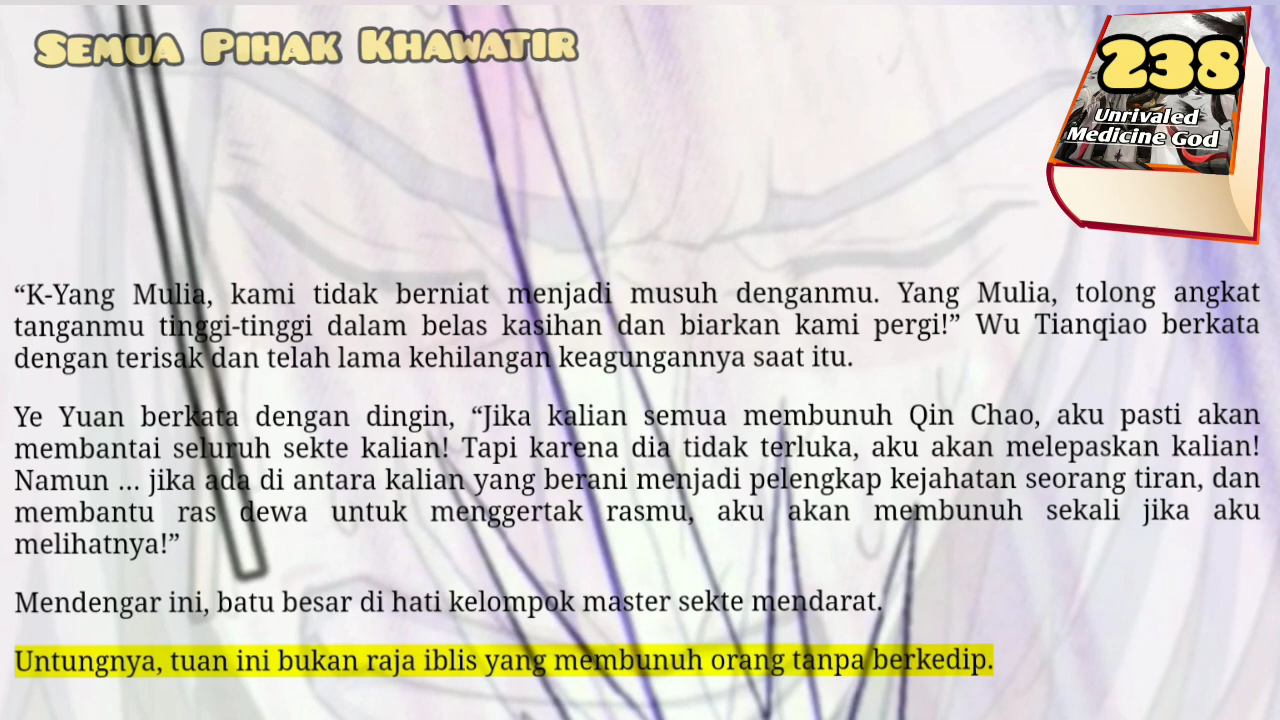 Semua Pihak Khawatir
238
Unrivaled
Medicine God
“K-Yang Mulia, kami tidak berniat menjadi musuh denganmu. Yang Mulia, tolong angkat
tanganmu tinggi-tinggi dalam belas kasihan dan biarkan kami pergi!” Wu Tianqiao berkata
dengan terisak dan telah lama kehilangan keagungannya saat itu.
Ye Yuan berkata dengan dingin, “Jika kalian semua membunuh Qin Chao, aku pasti akan
membantai seluruh sekte kalian! Tapi karena dia tidak terluka, aku akan melepaskan kalian!
Namun ... jika ada di antara kalian yang berani menjadi pelengkap kejahatan seorang tiran, dan
membantu ras dewa untuk menggertak rasmu, aku akan membunuh sekali jika aku
melihatnya!”
Mendengar ini, batu besar di hati kelompok master sekte mendarat.
Untungnya, tuan ini bukan raja iblis yang membunuh orang tanpa berkedip.